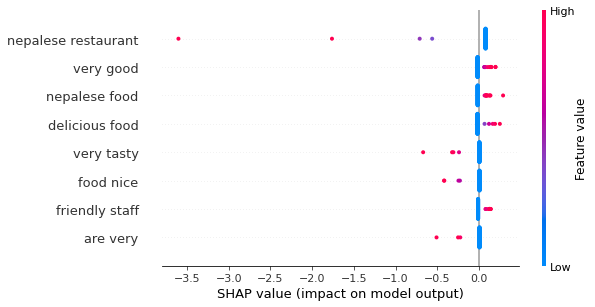 High
nepalese restaurant
very good
nepalese food
delicious food
very tasty
food nice
friendly staff
are very
Low
Feature value
−3.5 −3.0 −2.5 −2.0 −1.5 −1.0 −0.5 0.0
SHAP value (impact on model output)